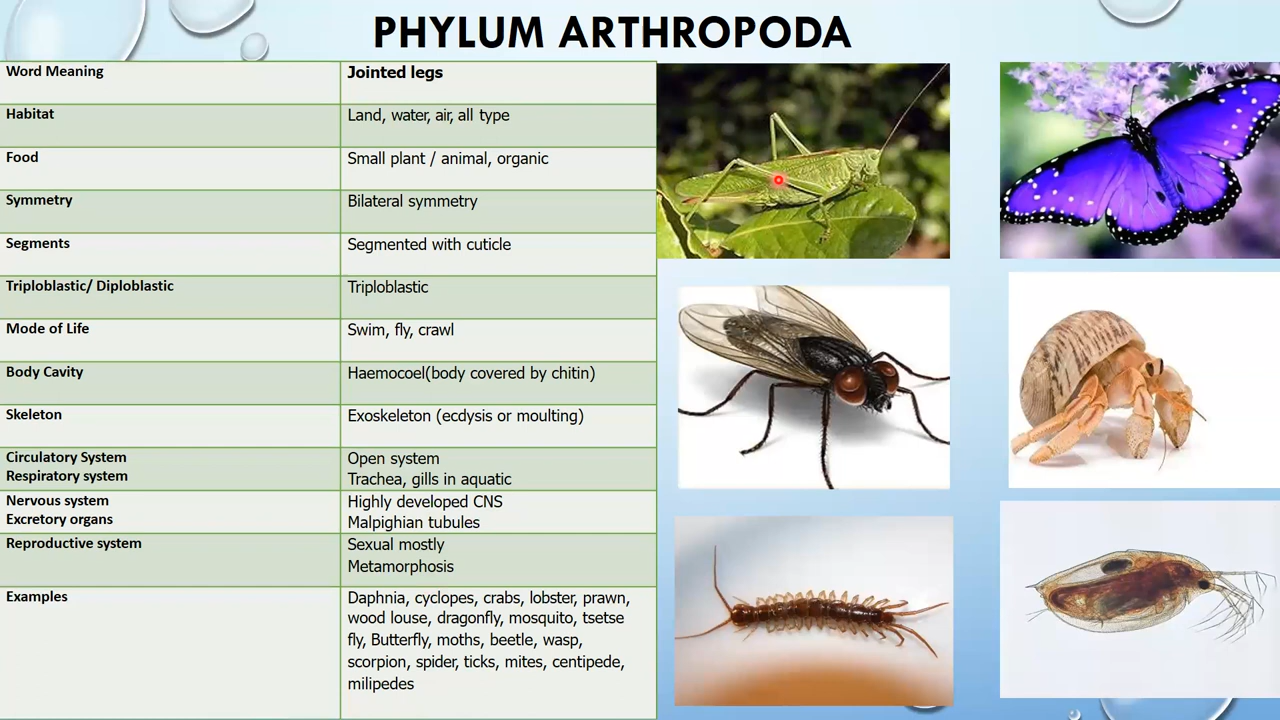 PHYLUM ARTHROPODA
Word Meaning
Jointed legs
Habitat
Land, water, air, all type
Food
Small plant / animal, organic
Symmetry
Bilateral symmetry
Segments
Segmented with cuticle
Triploblastic/ Diploblastic
Triploblastic
Mode of Life
Swim, fly, crawl
Body Cavity
Haemocoel(body covered by chitin)
Skeleton
Exoskeleton (ecdysis or moulting)
Circulatory System
Respiratory system
Open system
Trachea, gills in aquatic
Nervous system
Excretory organs
Highly developed CNS
Malpighian tubules
Reproductive system
Sexual mostly
Metamorphosis
Examples
Daphnia, cyclopes, crabs, lobster, prawn,
wood louse, dragonfly, mosquito, tsetse
fly, Butterfly, moths, beetle, wasp,
scorpion, spider, ticks, mites, centipede,
milipedes